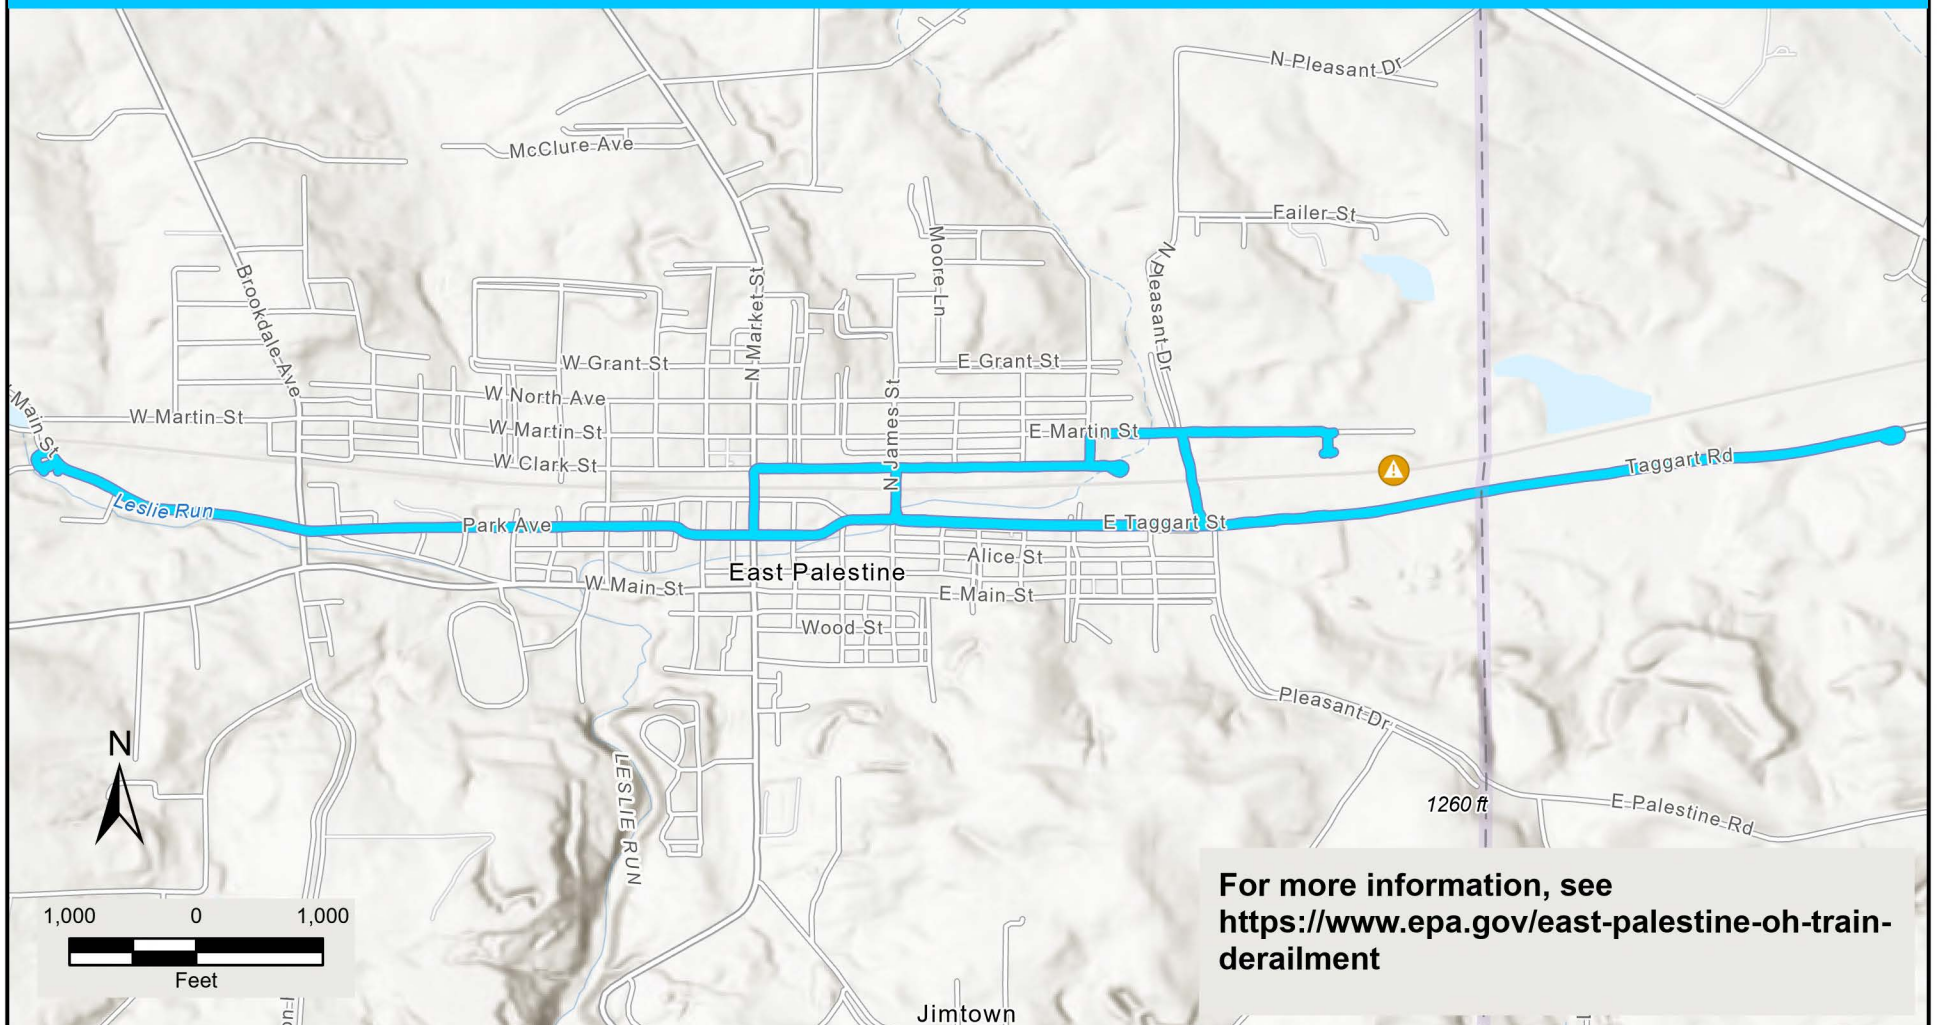 N Pleasant Dr
McClure Ave
Failer St
Moore Ln
N Pleasant Dr
Brookdale Ave
N Market St
W Grant St
E Grant St
W North Ave
N James St
Main St
W Martin St
W Martin St
E Martin St
W Clark St
Taggart Rd
Leslie Run
Park Ave
E Taggart St
Alice St
East Palestine
W Main St
E Main St
Wood St
Pleasant Dr
N
LESLIE RUN
1260 ft
E Palestine Rd
For more information, see
https://www.epa.gov/east-palestine-oh-train-
derailment
1,000 0 1,000
Feet
Jimtown